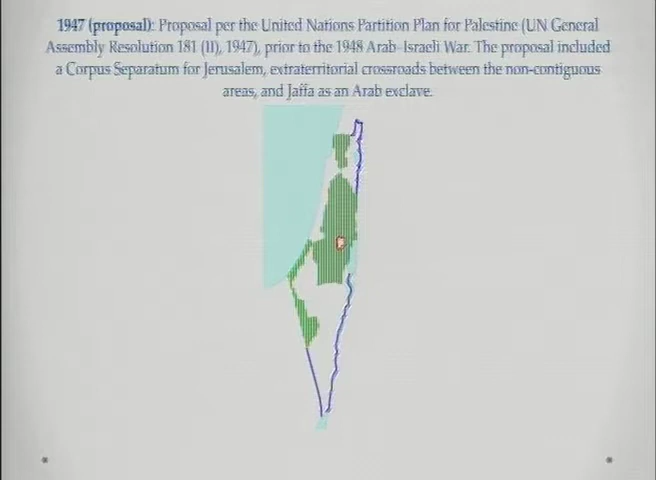 1947 (proposal): Proposal per the United Nations Partition Plan for Palestine (UN General
Assembly Resolution 181 (II), 1947), prior to the 1948 Arab–Israeli War. The proposal included
a Corpus Separatum for Jerusalem, extraterritorial crossroads between the non-contiguous
areas, and Jaffa as an Arab exclave.